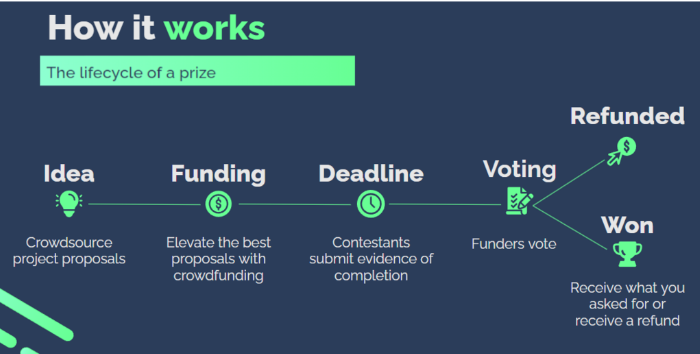 How it works
The lifecycle of a prize
Refunded
Idea
Funding
Deadline
Voting
Won
Crowdsource
project proposals
Elevate the best
proposals with
crowdfunding
Contestants
submit evidence of
completion
Funders vote
Receive what you
asked for or
receive a refund